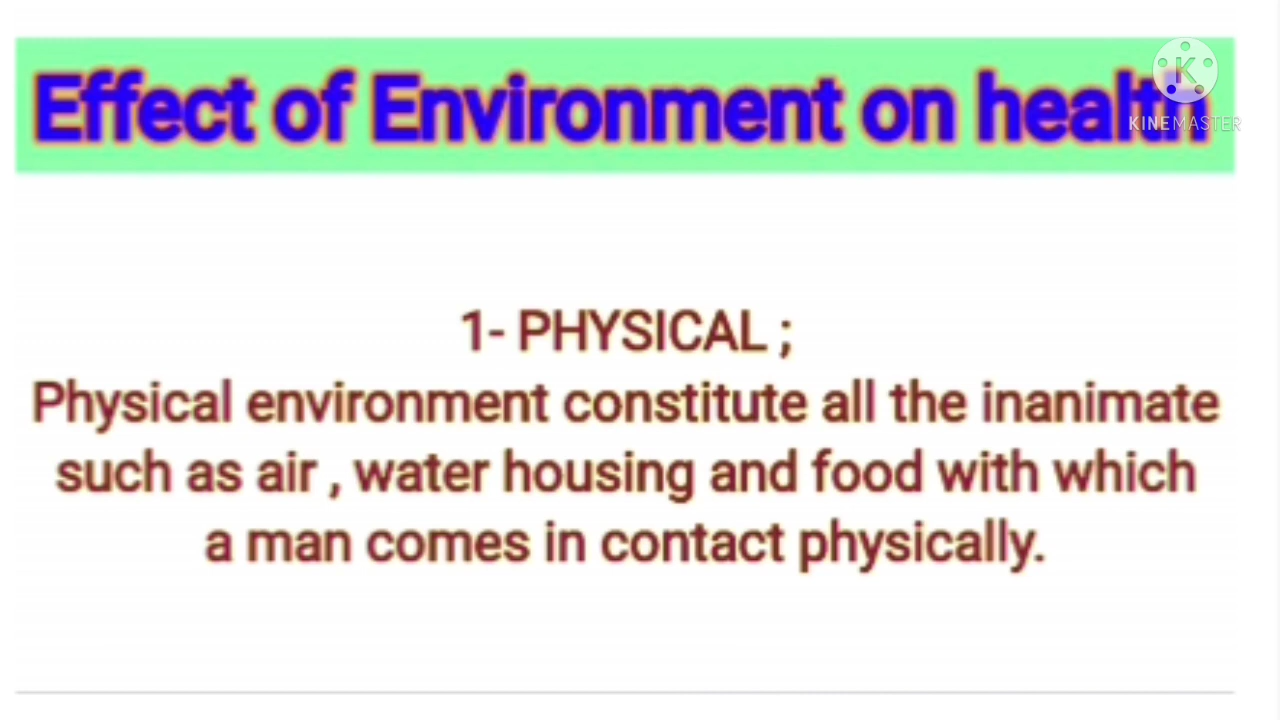 Effect of Environment on health
K
KINEMASTER
1- PHYSICAL ;
Physical environment constitute all the inanimate
such as air , water housing and food with which
a man comes in contact physically.